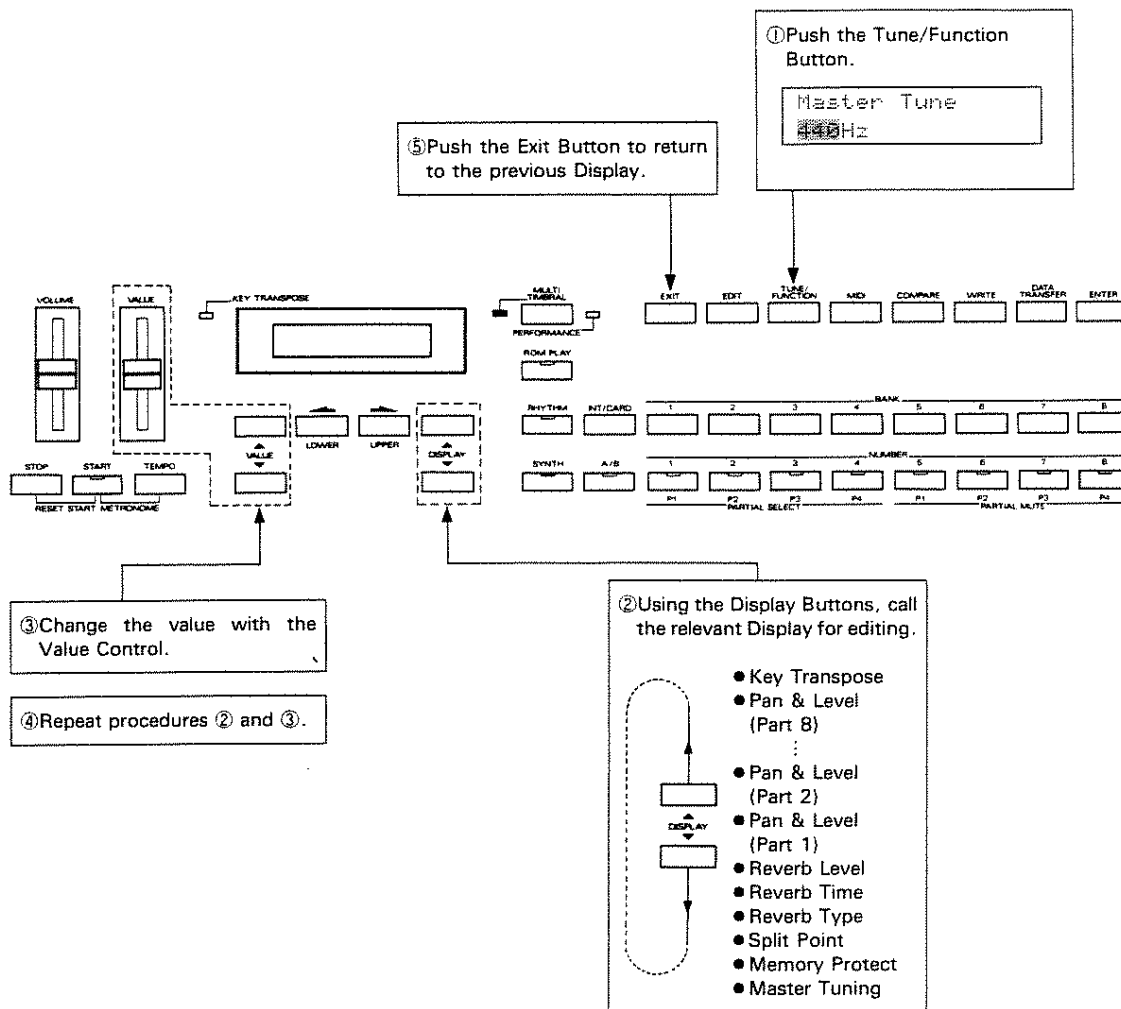 ①Push the Tune/Function
Button.
Master Tune
440Hz
⑤Push the Exit Button to return
to the previous Display.
VOLUME
VALUE
KEY TRANSPOSE
MULTI
TIMBRAL
PERFORMANCE
EXIT
EDIT
TUNE/
FUNCTION
MIDI
COMPARE
WRITE
DATA
TRANSFER
ENTER
ROM PLAY
RHYTHM
INT/CARD
BANK
1 2 3 4 5 6 7 8
VALUE
LOWER
UPPER
DISPLAY
STOP
START
TEMPO
RESET START METRONOME
SYNTH
A/B
NUMBER
1 2 3 4 5 6 7 8
P1 P2 P3 P4 P1 P2 P3 P4
PARTIAL SELECT
PARTIAL MUTE
③Change the value with the
Value Control.
④Repeat procedures ② and ③.
②Using the Display Buttons, call
the relevant Display for editing.
● Key Transpose
● Pan & Level
(Part 8)
⋮
● Pan & Level
(Part 2)
DISPLAY
● Pan & Level
(Part 1)
● Reverb Level
● Reverb Time
● Reverb Type
● Split Point
● Memory Protect
● Master Tuning